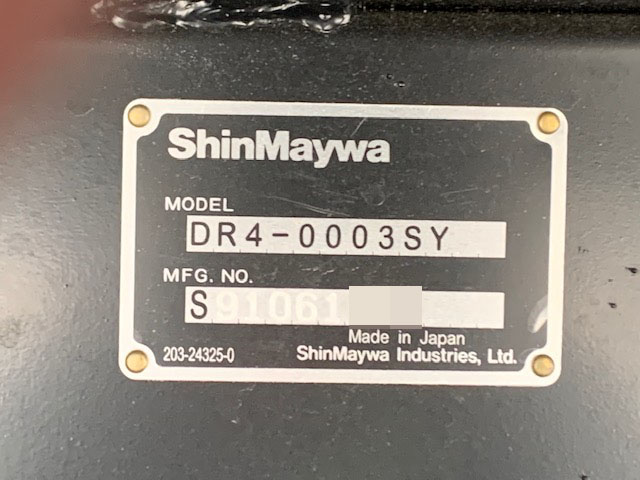 ShinMaywa
MODEL
DR4-0003SY
MFG. NO.
S91061
Made in Japan
203-24325-0 ShinMaywa Industries, Ltd.